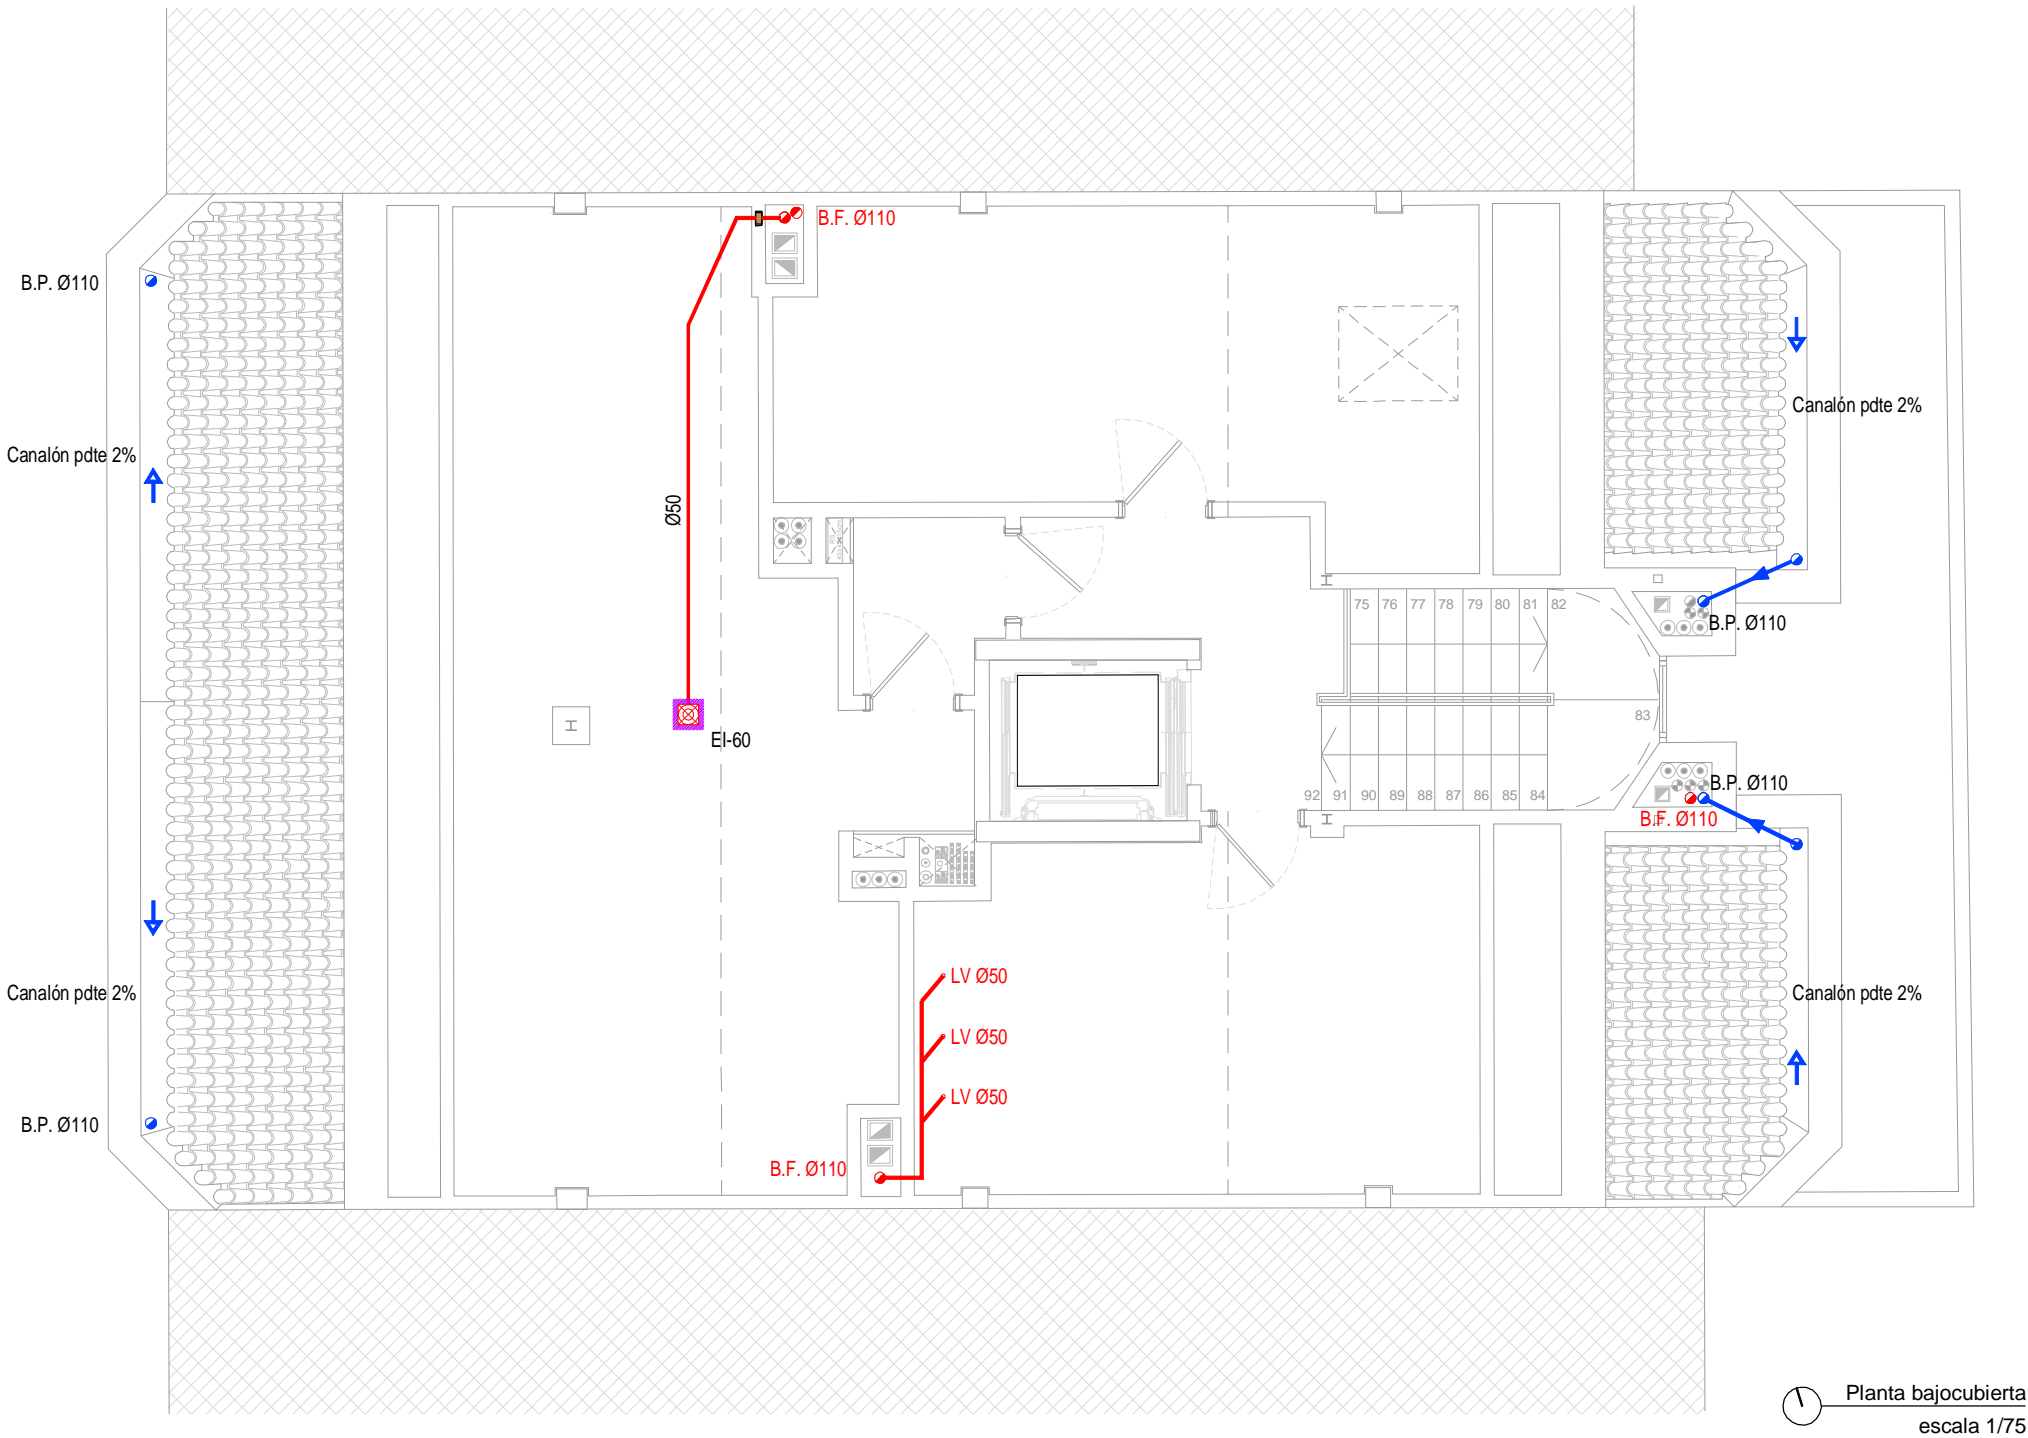 B.F. Ø110
B.P. Ø110
Canalón pdte 2%
Canalón pdte 2%
Ø50
75 76 77 78 79 80 81 82
B.P. Ø110
83
EI-60
B.P. Ø110
92 91 90 89 88 87 86 85 84
B.F. Ø110
LV Ø50
Canalón pdte 2%
Canalón pdte 2%
LV Ø50
LV Ø50
B.P. Ø110
B.F. Ø110
Planta bajocubierta
escala 1/75